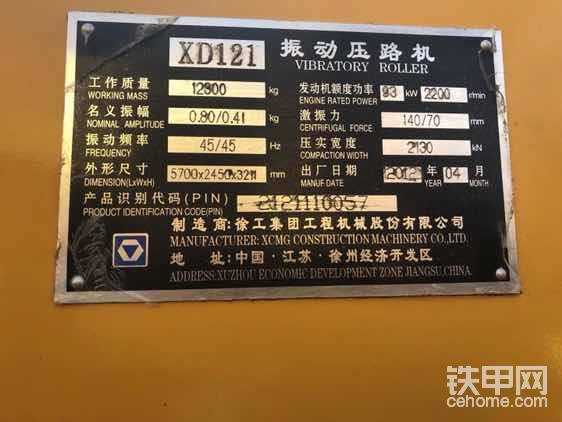 XD121 振动压路机
VIBRATORY ROLLER
工作质量 12300 kg 发动机额度功率 93 kW 2200 r/min
WORKING MASS ENGINE RATED POWER
名义振幅 0.80/0.41 kg 激振力 140/70 mm
NOMINAL AMPLITUDE CENTRIFUGAL FORCE
振动频率 45/45 Hz 压实宽度 2130 kN
FREQUENCY COMPACTION WIDTH
外形尺寸 5700x2450x3211 mm 出厂日期 2012 年 04 月
DIMENSION(LxWxH) MANUF DATE YEAR MONTH
产品识别代码(PIN) 2121110057
PRODUCT IDENTIFICATION CODE(PIN)
制造商:徐工集团工程机械股份有限公司
MANUFACTURER: XCMG CONSTRUCTION MACHINERY CO.,LTD.
地 址:中国·江苏·徐州经济开发区
ADDRESS:XUZHOU ECONOMIC DEVELOPMENT ZONE JIANGSU,CHINA
铁甲网
cehome.com